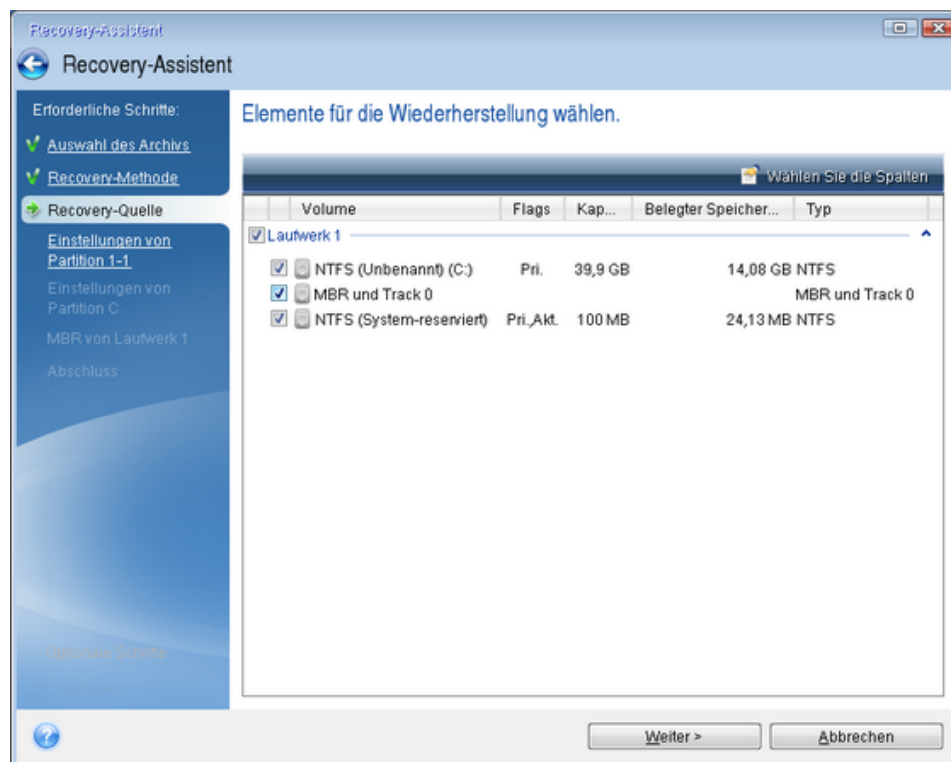 Recovery-Assistent
Recovery-Assistent
Erforderliche Schritte:
Auswahl des Archivs
Recovery-Methode
Recovery-Quelle
Einstellungen von
Partition 1-1
Einstellungen von
Partition C
MBR von Laufwerk 1
Abschluss
Optionale Schritte:
Elemente für die Wiederherstellung wählen.
Wählen Sie die Spalten
Volume Flags Kap... Belegter Speicher... Typ
Laufwerk 1
NTFS (Unbenannt) (C:) Pri. 39,9 GB 14,08 GB NTFS
MBR und Track 0 MBR und Track 0
NTFS (System-reserviert) Pri.,Akt. 100 MB 24,13 MB NTFS
Weiter >
Abbrechen